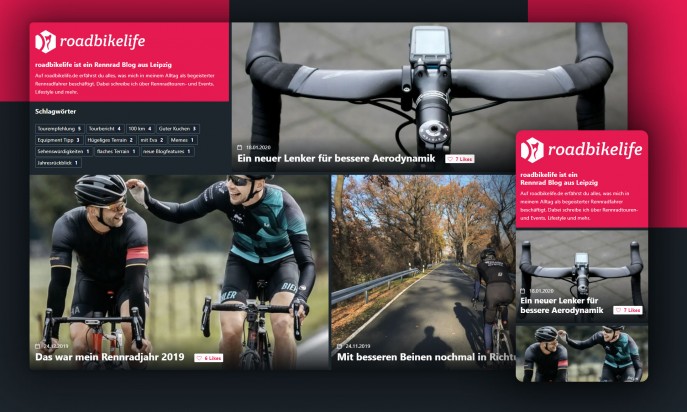 roadbikelife
roadbikelife ist ein Rennrad Blog aus Leipzig
Auf roadbikelife.de erfährst du alles, was mich in meinem Alltag als begeisterter
Rennradfahrer beschäftigt. Dabei schreibe ich über Rennradtouren- und Events,
Lifestyle und mehr.
Schlagwörter
Tourempfehlung 5 Tourbericht 4 100 km 4 Guter Kuchen 3
Equipment Tipp 3 Hügeliges Terrain 2 mit Eva 2 Memes 1
Sehenswürdigkeiten 1 flaches Terrain 1 neue Blogfeatures 1
Jahresrückblick 1
18.01.2020
Ein neuer Lenker für bessere Aerodynamik 7 Likes
BIEHLER
24.12.2019
Das war mein Rennradjahr 2019 6 Likes
24.11.2019
Mit besseren Beinen nochmal in Richtu
roadbikelife
roadbikelife ist ein
Rennrad Blog aus Leipzig
Auf roadbikelife.de erfährst du alles, was mich in
meinem Alltag als begeisterter Rennradfahrer
beschäftigt. Dabei schreibe ich über Rennradtouren-
und Events, Lifestyle und mehr.
18.01.2020
Ein neuer Lenker für
bessere Aerodynamik 7 Likes